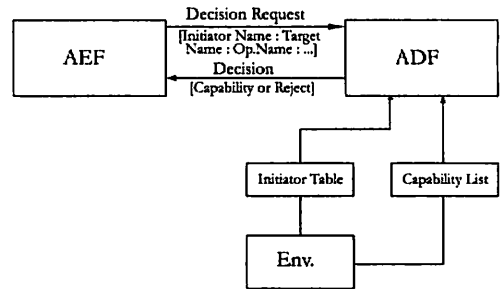 Decision Request
[Initiator Name : Target
Name : Op.Name : ...]
AEF
ADF
Decision
[Capability or Reject]
Initiator Table
Capability List
Env.